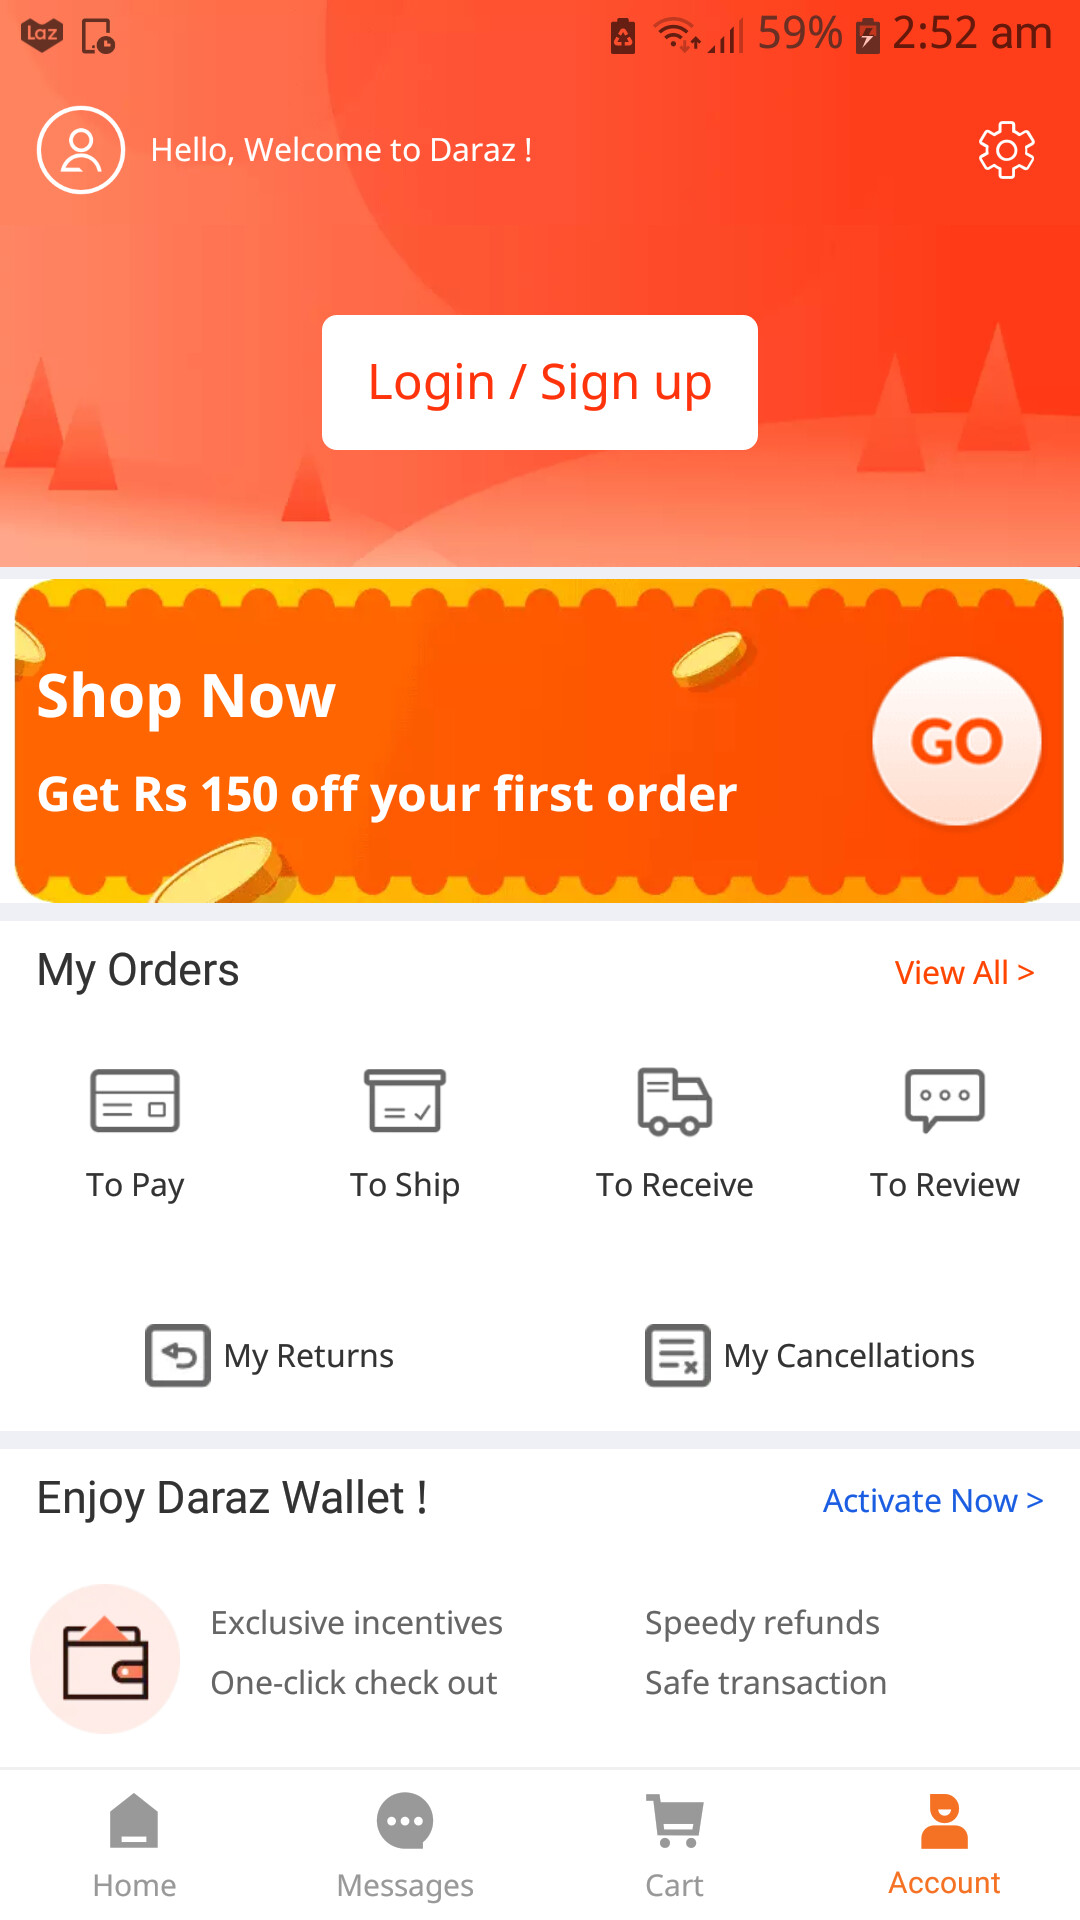 Laz 59% 2:52 am
Hello, Welcome to Daraz !
Login / Sign up
Shop Now
Get Rs 150 off your first order
GO
My Orders View All >
To Pay To Ship To Receive To Review
My Returns My Cancellations
Enjoy Daraz Wallet ! Activate Now >
Exclusive incentives Speedy refunds
One-click check out Safe transaction
Home Messages Cart Account